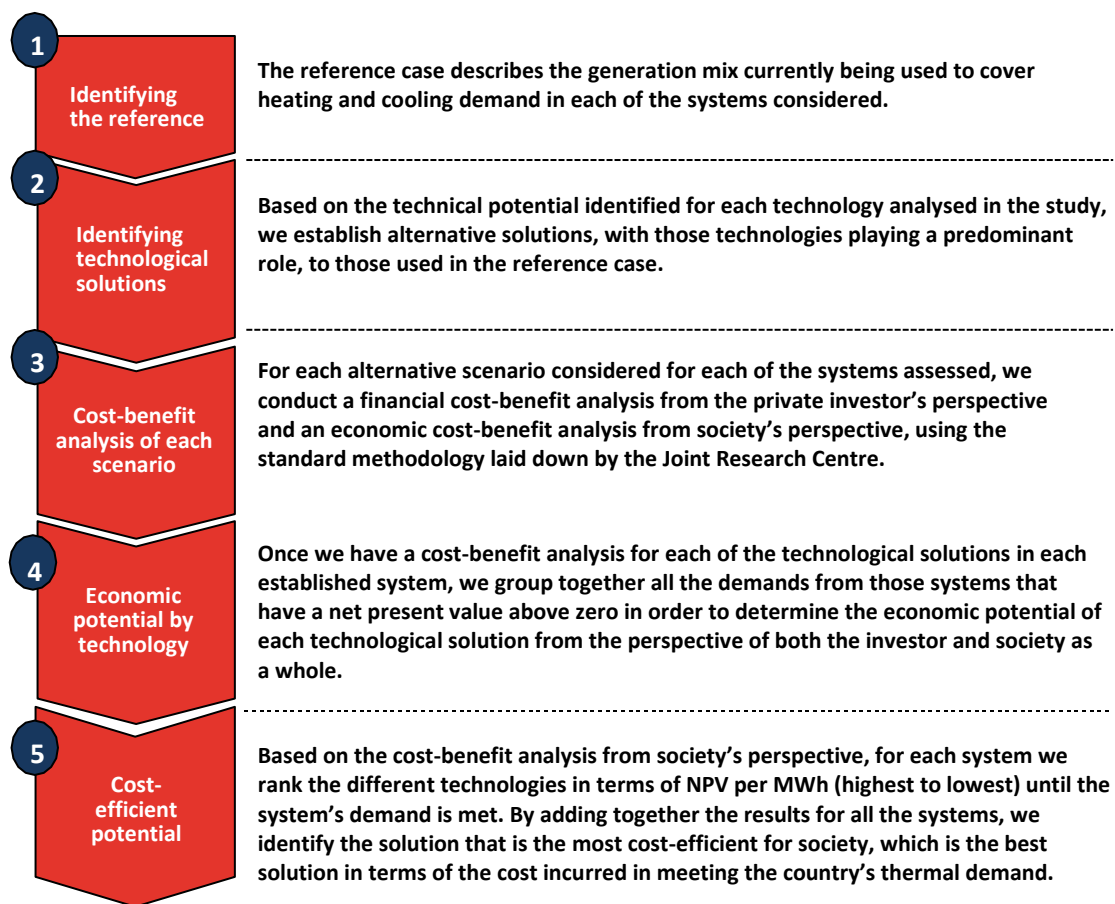 1
Identifying
the reference
The reference case describes the generation mix currently being used to cover
heating and cooling demand in each of the systems considered.
2
Identifying
technological
solutions
Based on the technical potential identified for each technology analysed in the study,
we establish alternative solutions, with those technologies playing a predominant
role, to those used in the reference case.
3
Cost-benefit
analysis of each
scenario
For each alternative scenario considered for each of the systems assessed, we
conduct a financial cost-benefit analysis from the private investor’s perspective
and an economic cost-benefit analysis from society’s perspective, using the
standard methodology laid down by the Joint Research Centre.
4
Economic
potential by
technology
Once we have a cost-benefit analysis for each of the technological solutions in each
established system, we group together all the demands from those systems that
have a net present value above zero in order to determine the economic potential of
each technological solution from the perspective of both the investor and society as
a whole.
5
Cost-
efficient
potential
Based on the cost-benefit analysis from society’s perspective, for each system we
rank the different technologies in terms of NPV per MWh (highest to lowest) until the
system’s demand is met. By adding together the results for all the systems, we
identify the solution that is the most cost-efficient for society, which is the best
solution in terms of the cost incurred in meeting the country’s thermal demand.